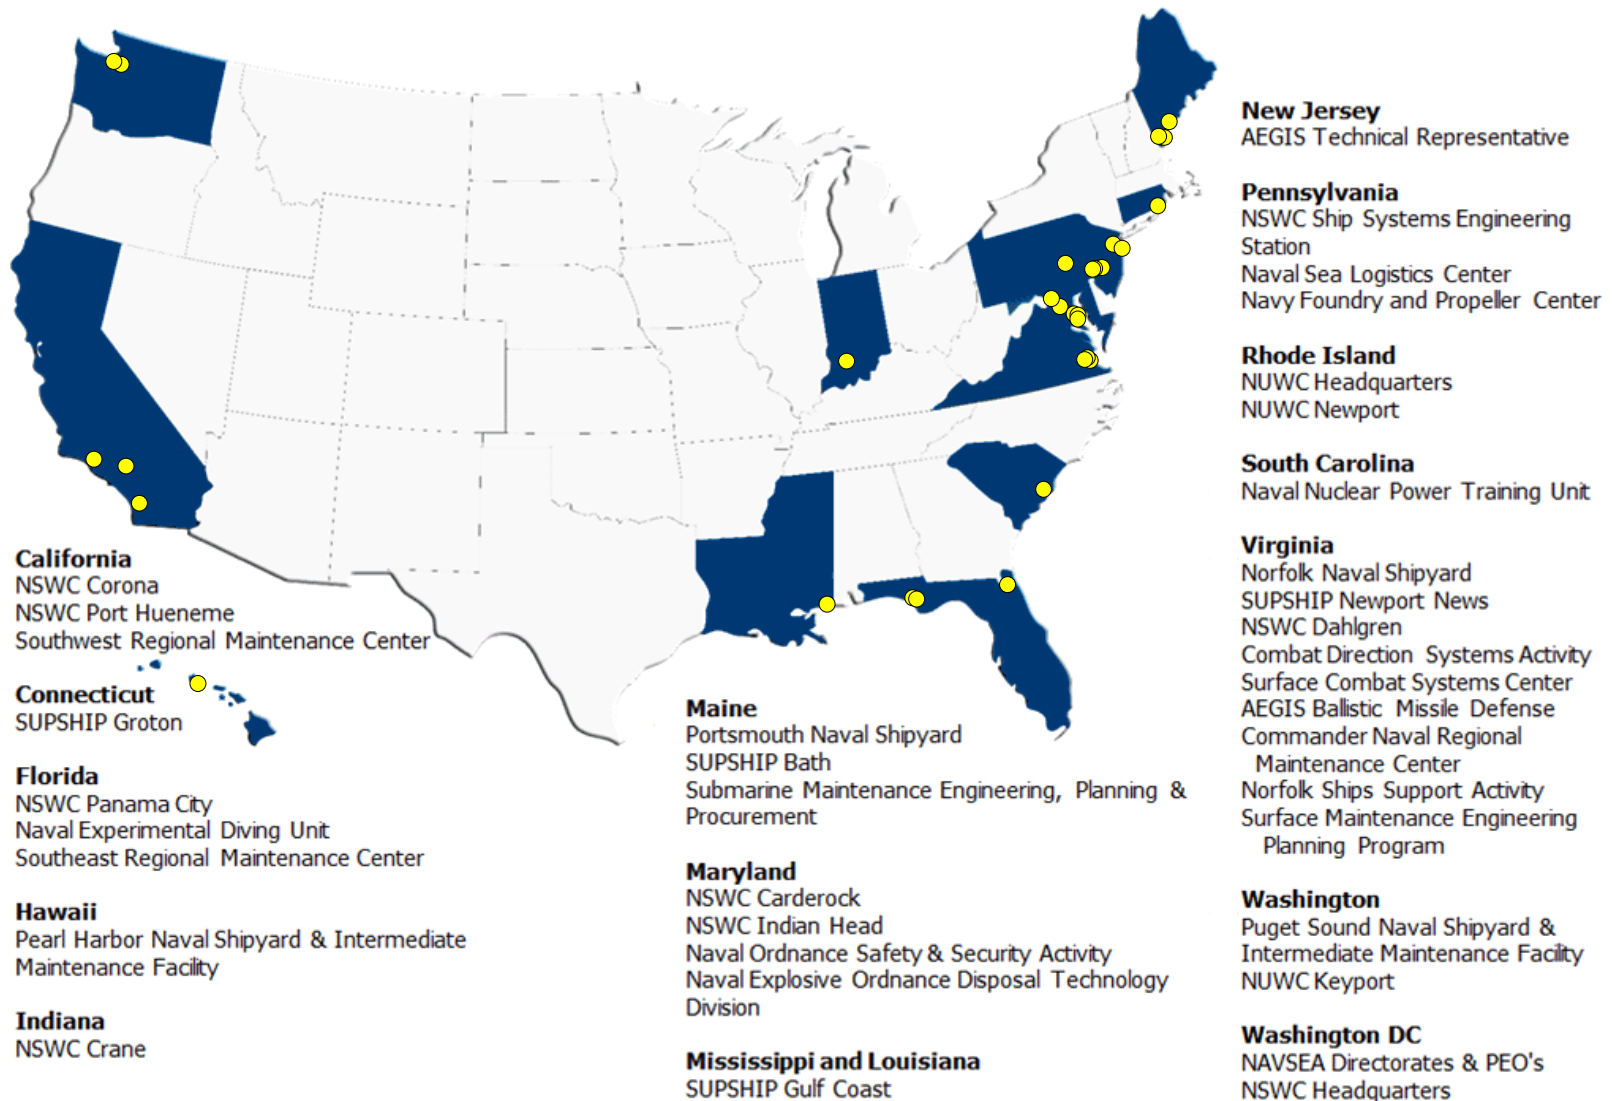 California
NSWC Corona
NSWC Port Hueneme
Southwest Regional Maintenance Center
Connecticut
SUPSHIP Groton
Florida
NSWC Panama City
Naval Experimental Diving Unit
Southeast Regional Maintenance Center
Hawaii
Pearl Harbor Naval Shipyard & Intermediate
Maintenance Facility
Indiana
NSWC Crane
Maine
Portsmouth Naval Shipyard
SUPSHIP Bath
Submarine Maintenance Engineering, Planning &
Procurement
Maryland
NSWC Carderock
NSWC Indian Head
Naval Ordnance Safety & Security Activity
Naval Explosive Ordnance Disposal Technology
Division
Mississippi and Louisiana
SUPSHIP Gulf Coast
New Jersey
AEGIS Technical Representative
Pennsylvania
NSWC Ship Systems Engineering
Station
Naval Sea Logistics Center
Navy Foundry and Propeller Center
Rhode Island
NUWC Headquarters
NUWC Newport
South Carolina
Naval Nuclear Power Training Unit
Virginia
Norfolk Naval Shipyard
SUPSHIP Newport News
NSWC Dahlgren
Combat Direction Systems Activity
Surface Combat Systems Center
AEGIS Ballistic Missile Defense
Commander Naval Regional
Maintenance Center
Norfolk Ships Support Activity
Surface Maintenance Engineering
Planning Program
Washington
Puget Sound Naval Shipyard &
Intermediate Maintenance Facility
NUWC Keyport
Washington DC
NAVSEA Directorates & PEO's
NSWC Headquarters